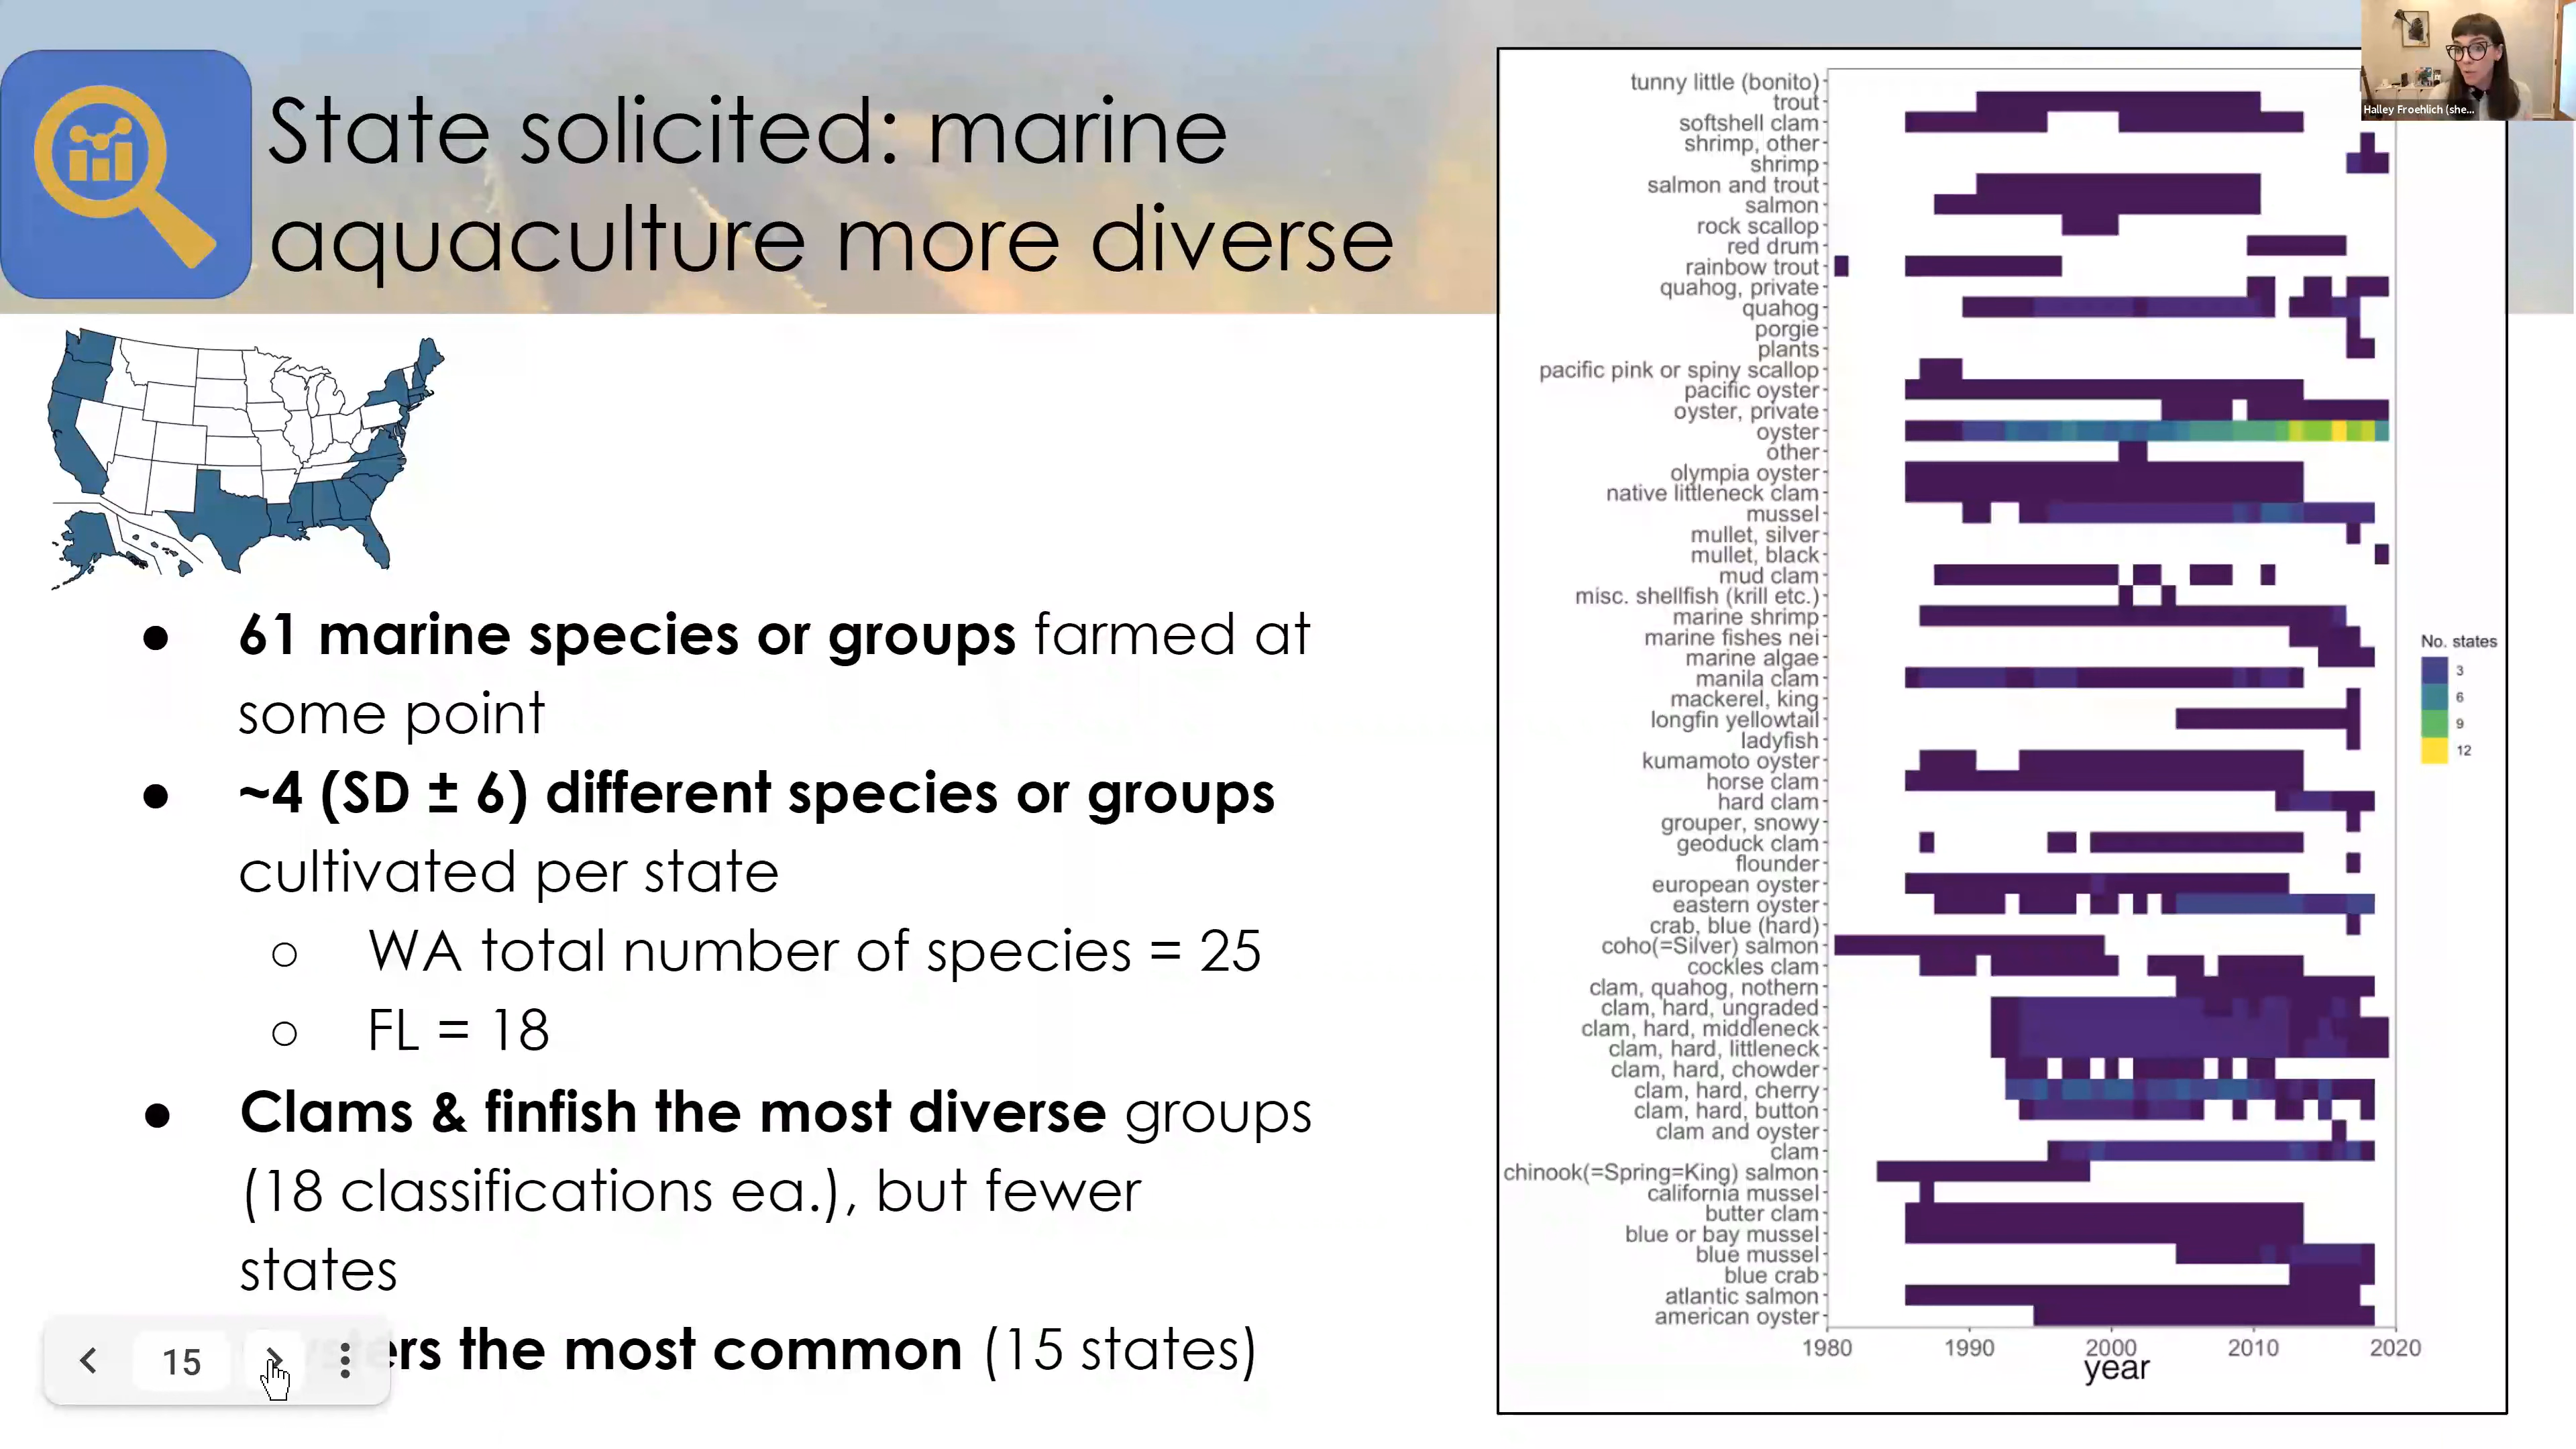 State solicited: marine
aquaculture more diverse
● 61 marine species or groups farmed at
some point
● ~4 (SD ± 6) different species or groups
cultivated per state
○ WA total number of species = 25
○ FL = 18
● Clams & finfish the most diverse groups
(18 classifications ea.), but fewer
states
ers the most common (15 states)
15
tunny little (bonito)
trout
softshell clam
shrimp, other
shrimp
salmon and trout
salmon
rock scallop
red drum
rainbow trout
quahog, private
quahog
porgie
plants
pacific pink or spiny scallop
pacific oyster
oyster, private
oyster
other
olympia oyster
native littleneck clam
mussel
mullet, silver
mullet, black
mud clam
misc. shellfish (krill etc.)
marine shrimp
marine fishes nei
marine algae
manila clam
mackerel, king
longfin yellowtail
ladyfish
kumamoto oyster
horse clam
hard clam
grouper, snowy
geoduck clam
flounder
european oyster
eastern oyster
crab, blue (hard)
coho(=Silver) salmon
cockles clam
clam, quahog, nothern
clam, hard, ungraded
clam, hard, middleneck
clam, hard, littleneck
clam, hard, chowder
clam, hard, cherry
clam, hard, button
clam and oyster
clam
chinook(=Spring=King) salmon
california mussel
butter clam
blue or bay mussel
blue mussel
blue crab
atlantic salmon
american oyster
1980 1990 2000 2010 2020
year
No. states
3
6
9
12
Halley Froehlich (she...